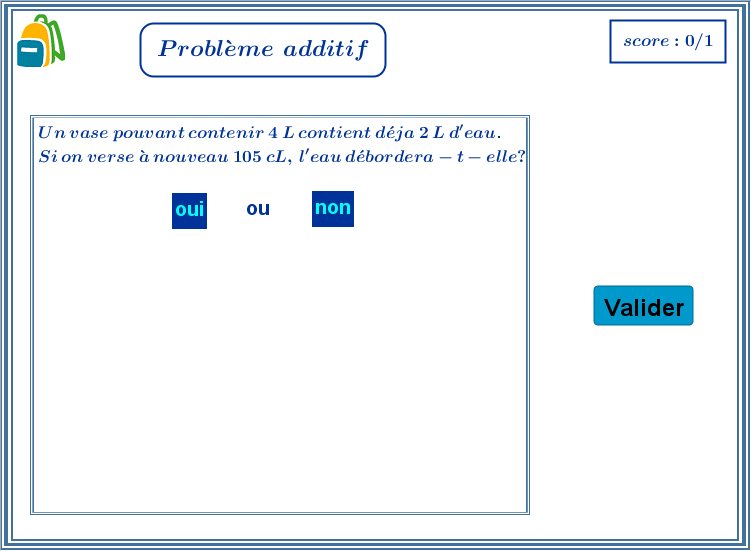 Problème additif
score : 0/1
Un vase pouvant contenir 4 L contient déja 2 L d'eau.
Si on verse à nouveau 105 cL, l'eau débordera − t − elle?
oui ou non
Valider